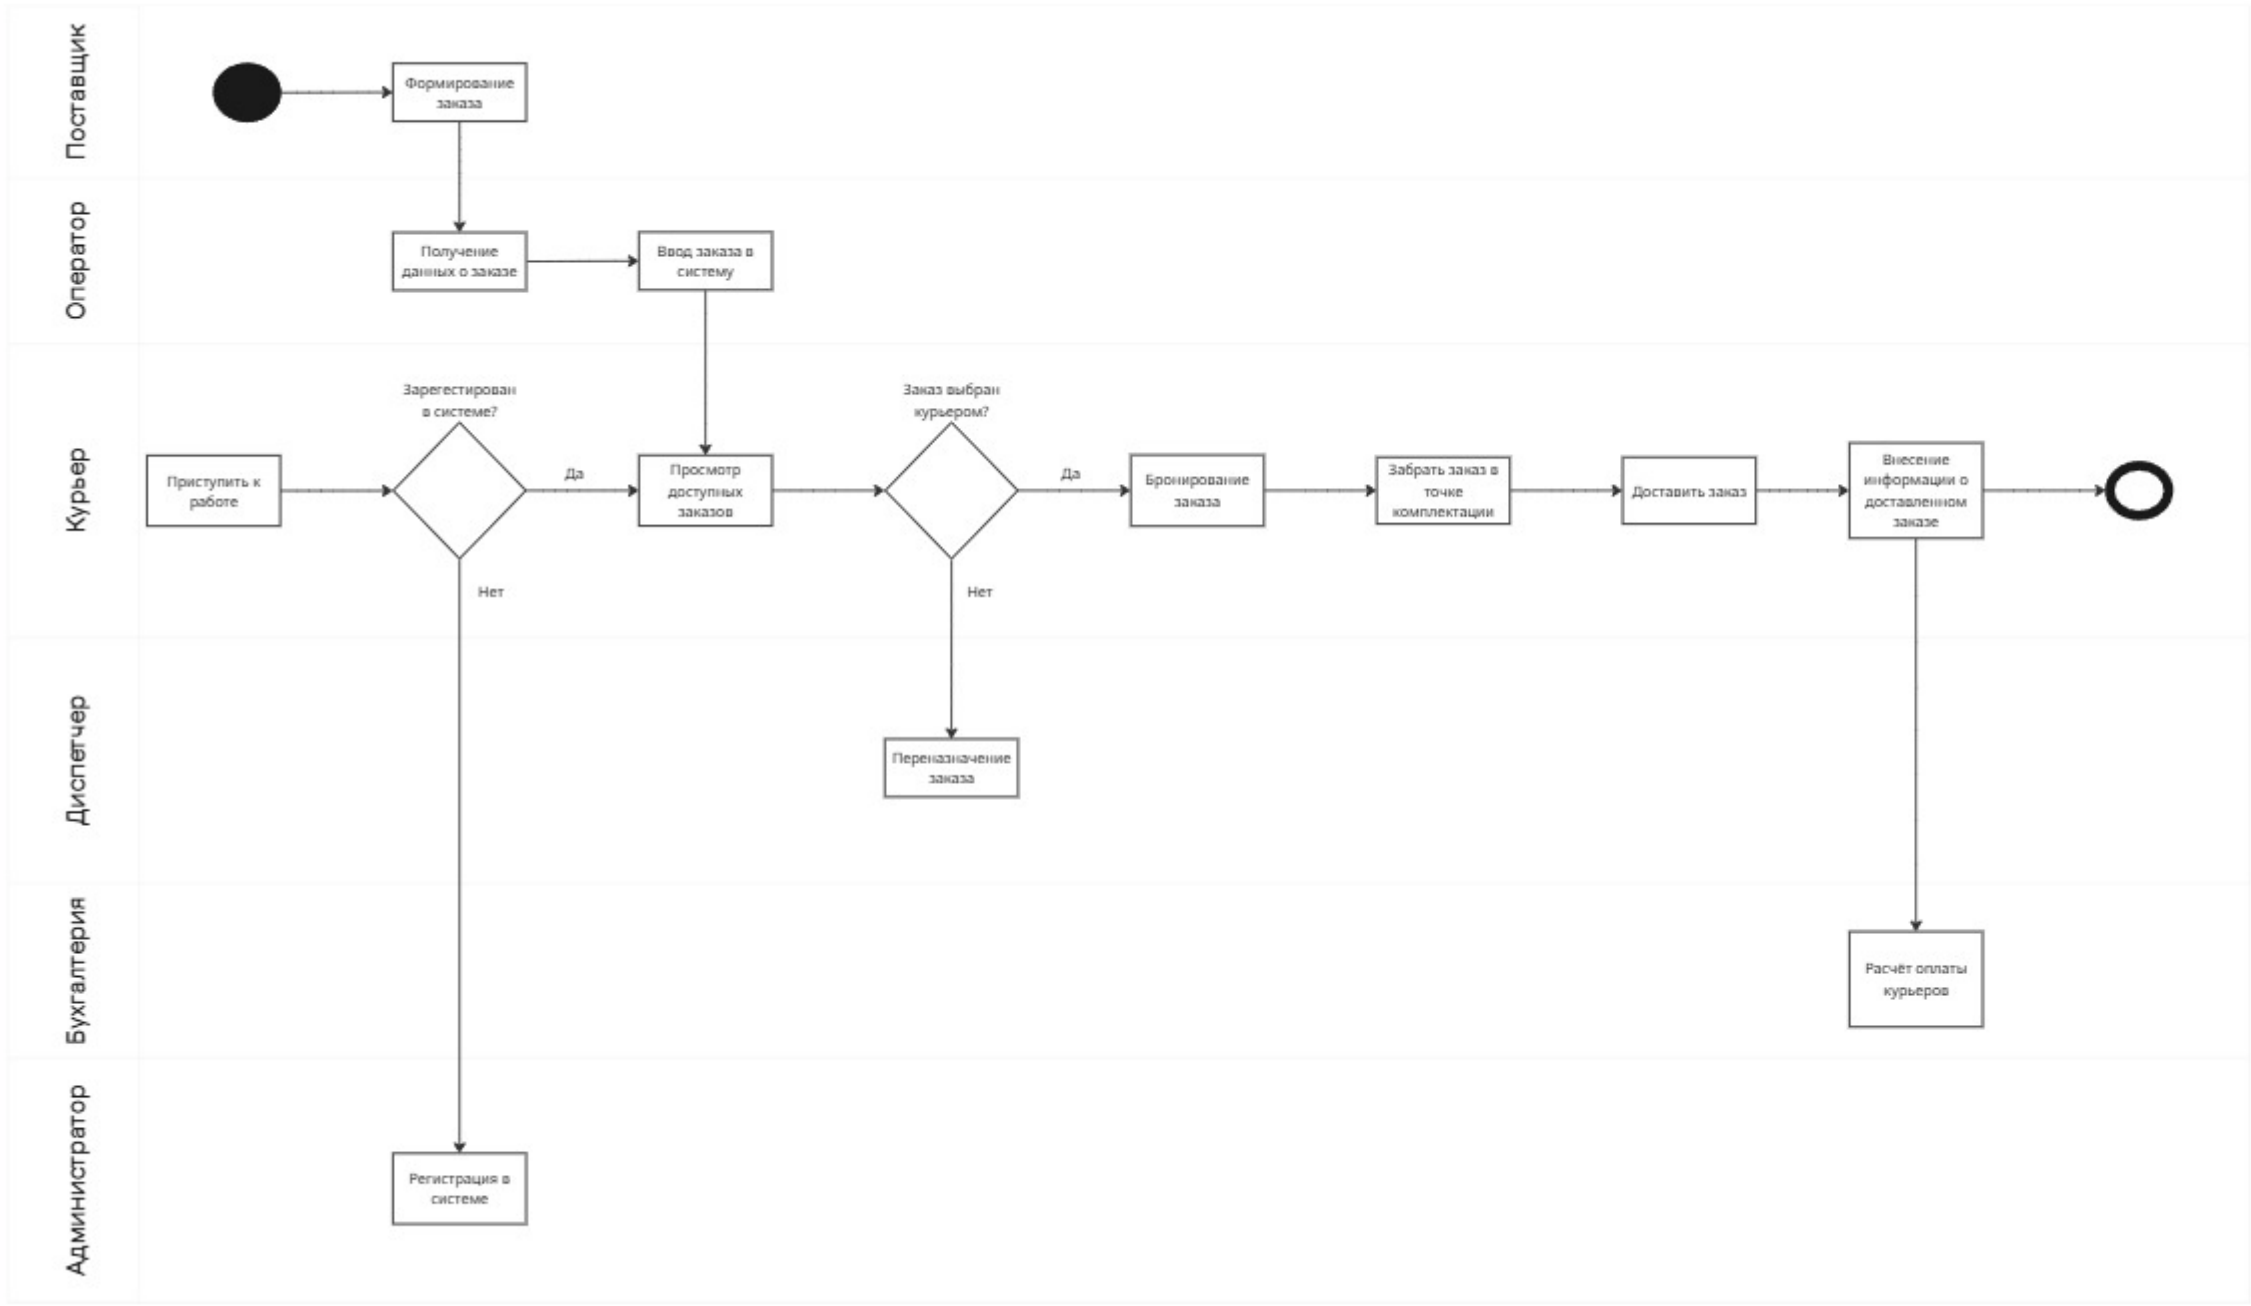 Поставщик
Формирование
заказа
Оператор
Получение
данных о заказе
Ввод заказа в
систему
Курьер
Приступить к
работе
Зарегестирован
в системе?
Да
Нет
Просмотр
доступных
заказов
Заказ выбран
курьером?
Да
Нет
Бронирование
заказа
Забрать заказ в
точке
комплектации
Доставить заказ
Внесение
информации о
доставленном
заказе
Диспетчер
Переназначение
заказа
Бухгалтерия
Расчёт оплаты
курьеров
Администратор
Регистрация в
системе